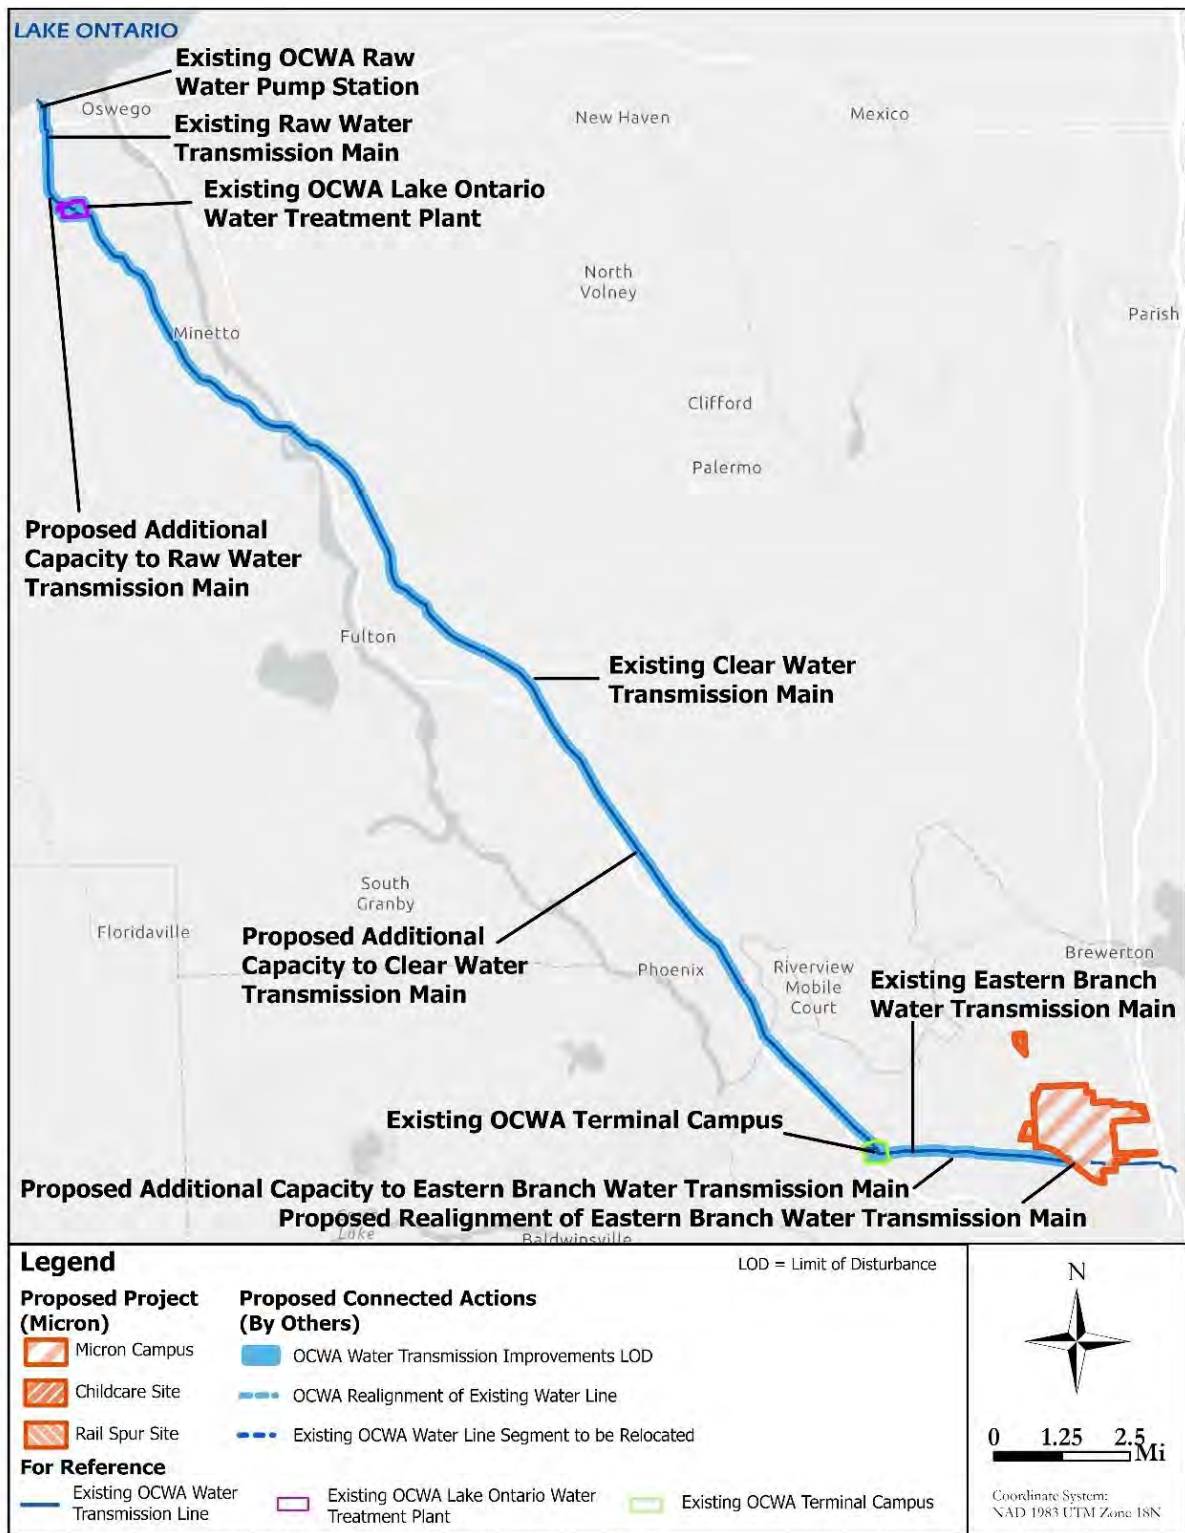 LAKE ONTARIO
Existing OCWA Raw
Water Pump Station
Oswego
New Haven
Mexico
Existing Raw Water
Transmission Main
Existing OCWA Lake Ontario
Water Treatment Plant
North
Volney
Parish
Minetto
Clifford
Palermo
Proposed Additional
Capacity to Raw Water
Transmission Main
Fulton
Existing Clear Water
Transmission Main
South
Granby
Floridaville
Proposed Additional
Capacity to Clear Water
Transmission Main
Phoenix
Riverview
Mobile
Court
Brewerton
Existing Eastern Branch
Water Transmission Main
Existing OCWA Terminal Campus
Proposed Additional Capacity to Eastern Branch Water Transmission Main
Proposed Realignment of Eastern Branch Water Transmission Main
Lake
Baldwinsville
Legend
LOD = Limit of Disturbance
Proposed Project
(Micron)
Micron Campus
Childcare Site
Rail Spur Site
Proposed Connected Actions
(By Others)
OCWA Water Transmission Improvements LOD
OCWA Realignment of Existing Water Line
Existing OCWA Water Line Segment to be Relocated
For Reference
Existing OCWA Water
Transmission Line
Existing OCWA Lake Ontario Water
Treatment Plant
Existing OCWA Terminal Campus
N
0 1.25 2.5
Mi
Coordinate System:
NAD 1983 UTM Zone 18N